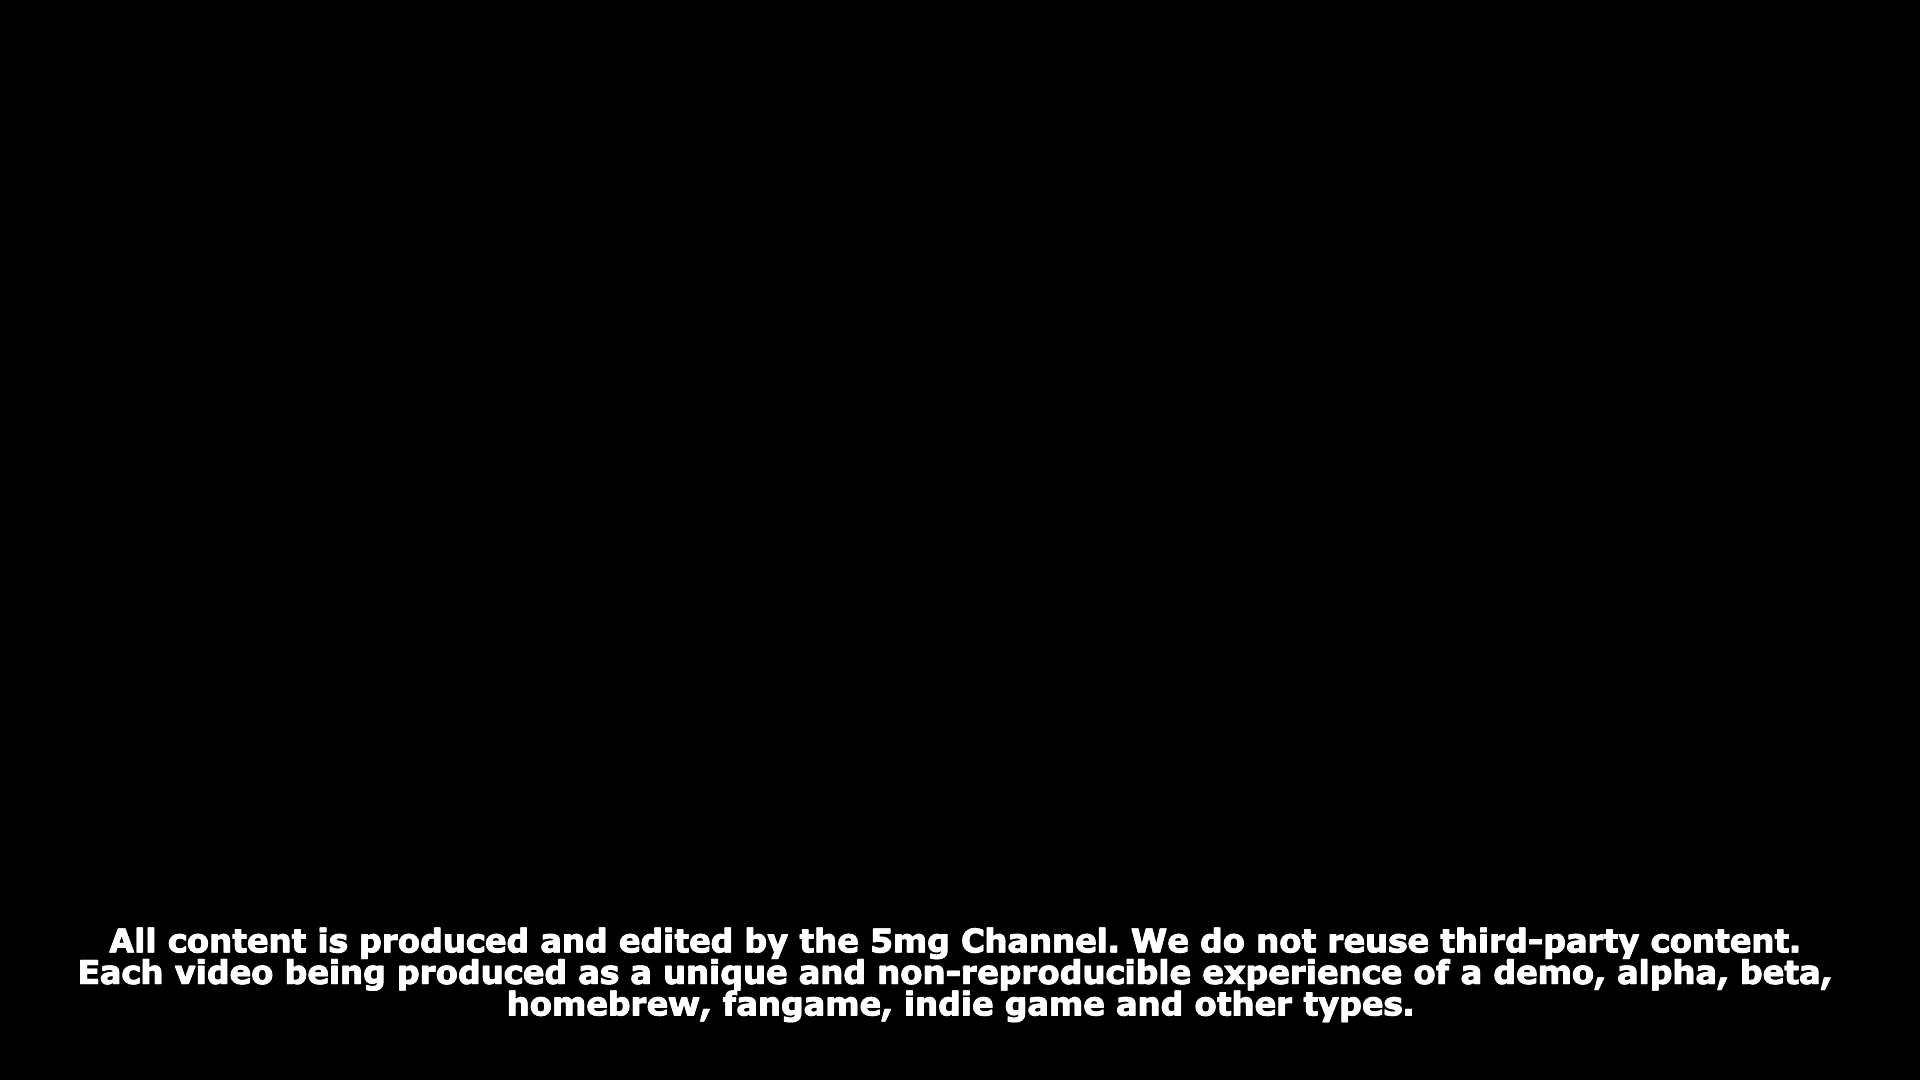 All content is produced and edited by the 5mg Channel. We do not reuse third-party content.
Each video being produced as a unique and non-reproducible experience of a demo, alpha, beta,
homebrew, fangame, indie game and other types.